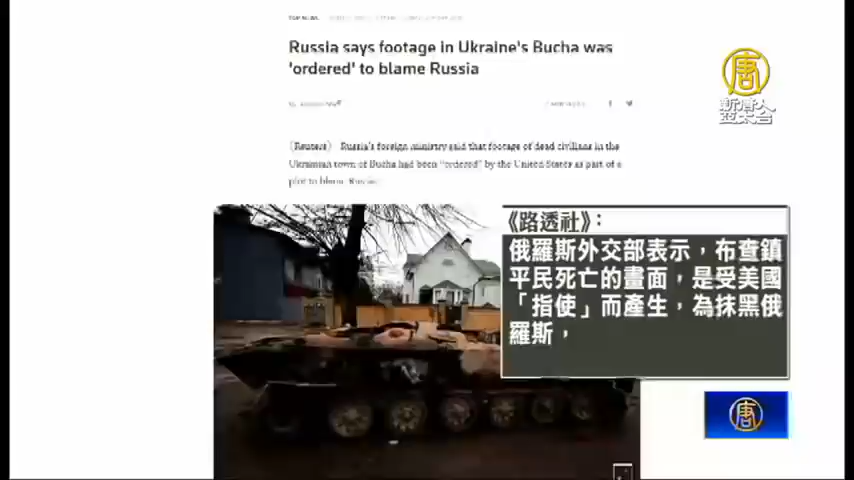 TOP NEWS
Russia says footage in Ukraine's Bucha was
'ordered' to blame Russia
(Reuters) - Russia's foreign ministry said that footage of dead civilians in the
Ukrainian town of Bucha had been "ordered" by the United States as part of a
plot to blame Russia.
唐
新唐人
亞太台
《路透社》:
俄羅斯外交部表示，布查鎮
平民死亡的畫面，是受美國
「指使」而產生，為抹黑俄
羅斯，
唐